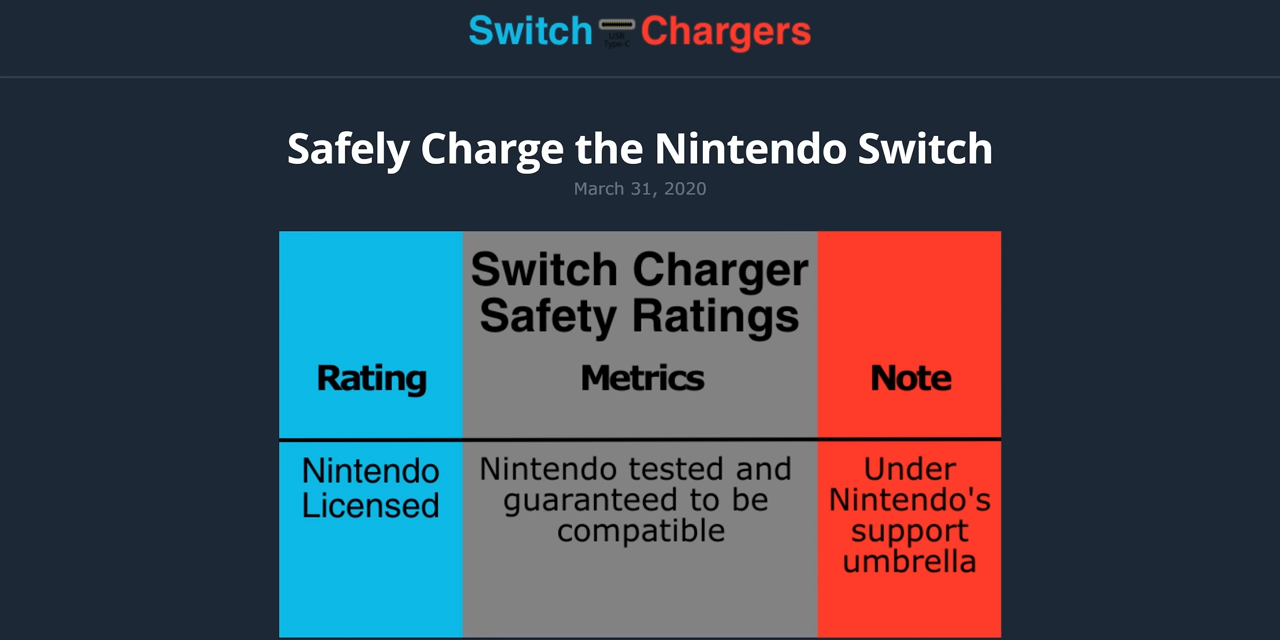 Switch USB Type-C Chargers
Safely Charge the Nintendo Switch
March 31, 2020
Switch Charger
Safety Ratings
Rating
Metrics
Note
Nintendo
Licensed
Nintendo tested and
guaranteed to be
compatible
Under
Nintendo's
support
umbrella